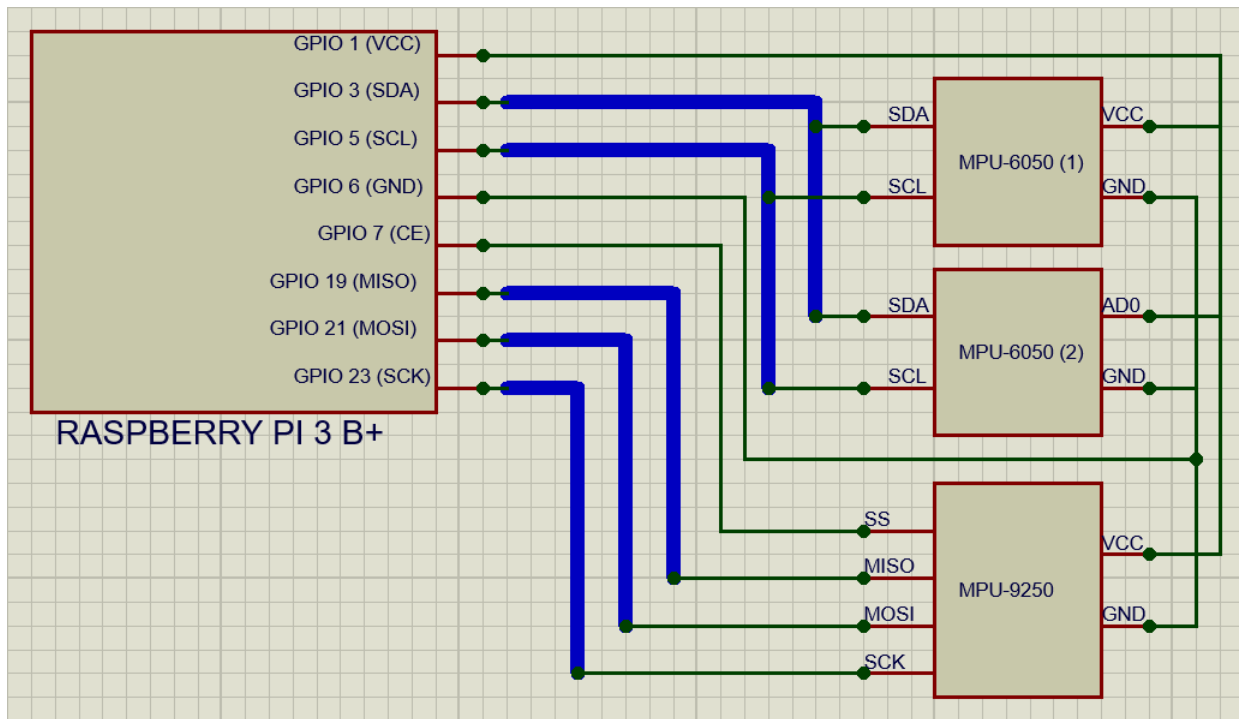 GPIO 1 (VCC)
GPIO 3 (SDA)
GPIO 5 (SCL)
GPIO 6 (GND)
GPIO 7 (CE)
GPIO 19 (MISO)
GPIO 21 (MOSI)
GPIO 23 (SCK)
RASPBERRY PI 3 B+
SDA
VCC
MPU-6050 (1)
SCL
GND
SDA
AD0
MPU-6050 (2)
SCL
GND
SS
VCC
MISO
MPU-9250
MOSI
GND
SCK